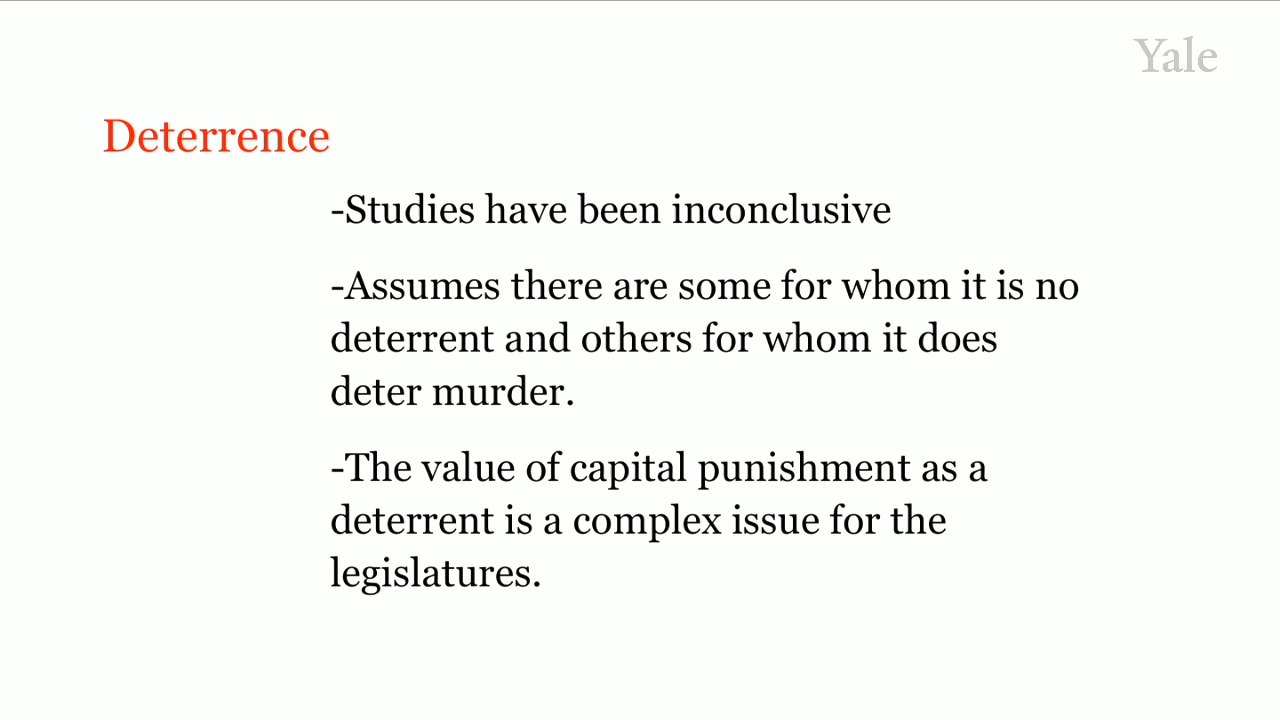 Yale
Deterrence
-Studies have been inconclusive
-Assumes there are some for whom it is no
deterrent and others for whom it does
deter murder.
-The value of capital punishment as a
deterrent is a complex issue for the
legislatures.